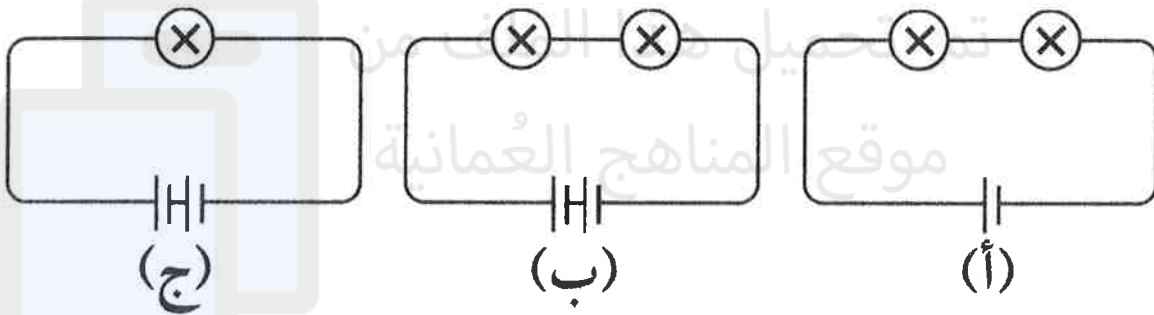 تم تحميل هذا الملف من
موقع المناهج العُمانية
(أ) (ب) (ج)